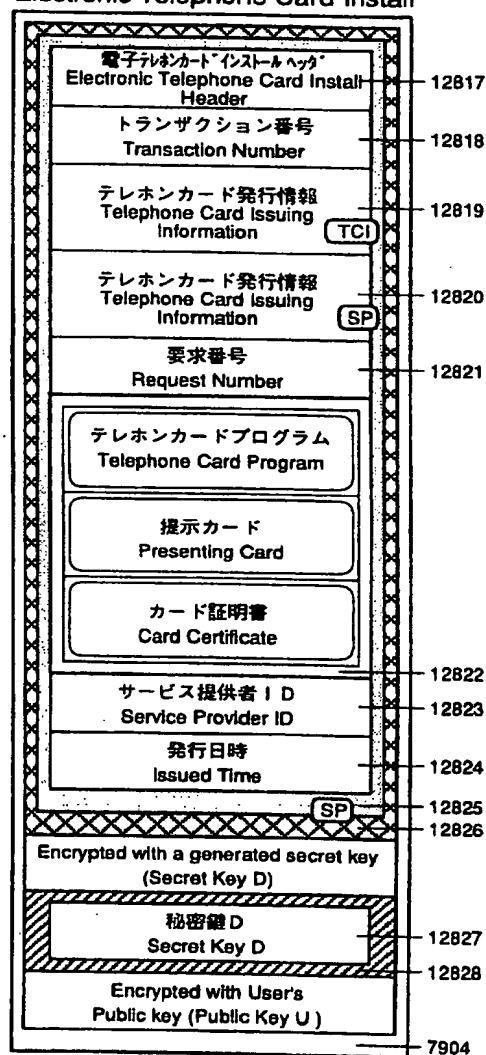 Electronic Telephone Card Install
電子テレホンカードインストールヘッダ
Electronic Telephone Card Install
Header
12817
トランザクション番号
Transaction Number
12818
テレホンカード発行情報
Telephone Card Issuing
Information
TCI
12819
テレホンカード発行情報
Telephone Card Issuing
Information
SP
12820
要求番号
Request Number
12821
テレホンカードプログラム
Telephone Card Program
提示カード
Presenting Card
カード証明書
Card Certificate
12822
サービス提供者ID
Service Provider ID
12823
発行日時
Issued Time
12824
SP
12825
12826
Encrypted with a generated secret key
(Secret Key D)
秘密鍵D
Secret Key D
12827
12828
Encrypted with User's
Public key (Public Key U)
7904